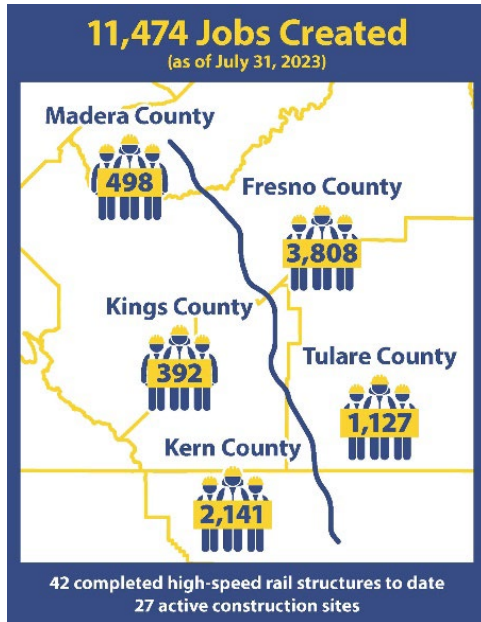 11,474 Jobs Created
(as of July 31, 2023)
Madera County
498
Fresno County
3,808
Kings County
392
Tulare County
1,127
Kern County
2,141
42 completed high-speed rail structures to date
27 active construction sites